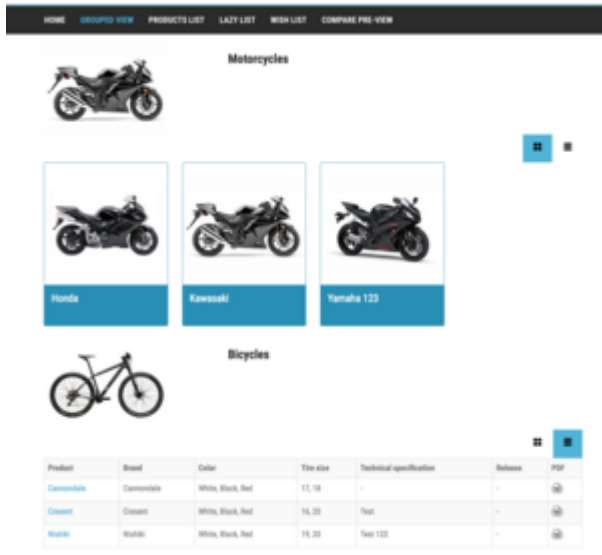 HOME GROUPED VIEW PRODUCTS LIST LAZY LIST WISH LIST COMPARE PRE-VIEW
Motorcycles
Honda Kawasaki Yamaha 123
Bicycles
Product Brand Color Tire size Technical specification Release PDF
Cannondale Cannondale White, Black, Red 17, 18 - -
Cresent Cresent White, Black, Red 16, 20 Test -
Nishiki Nishiki White, Black, Red 19, 20 Test 123 -